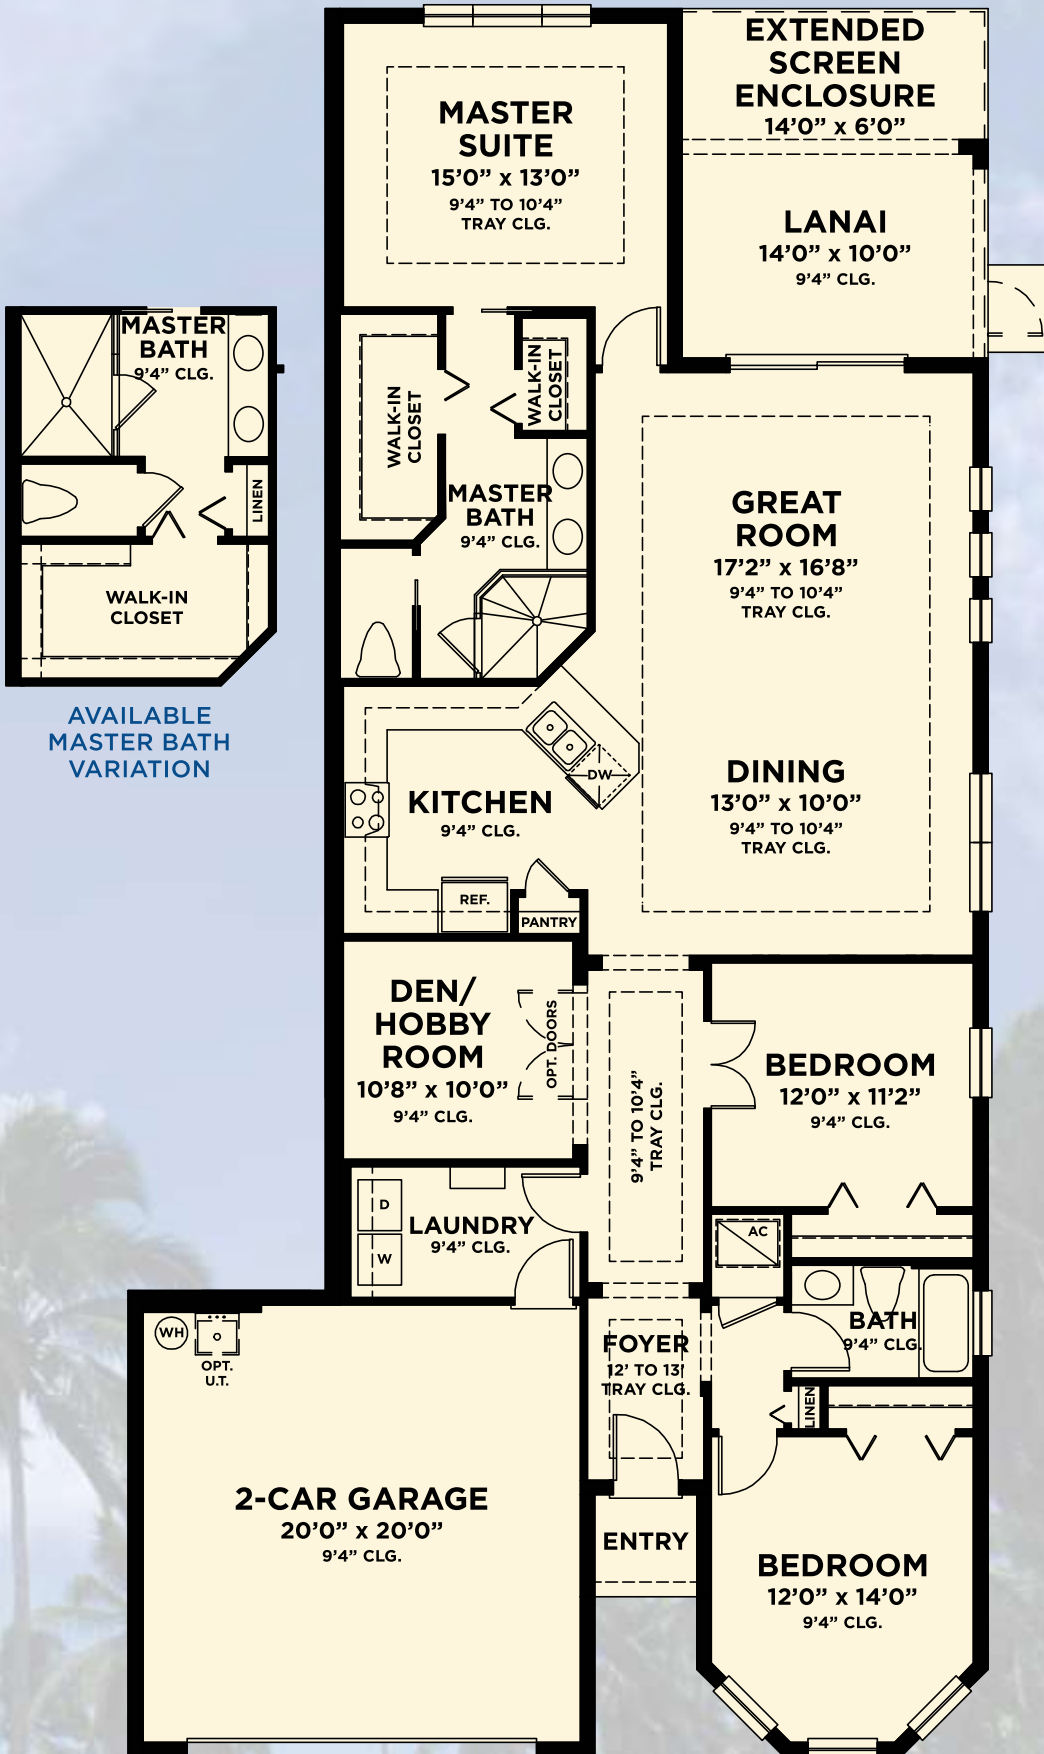 EXTENDED
SCREEN
ENCLOSURE
14'0" x 6'0"
MASTER
SUITE
15'0" x 13'0"
9'4" TO 10'4"
TRAY CLG.
LANAI
14'0" x 10'0"
9'4" CLG.
MASTER
BATH
9'4" CLG.
LINEN
WALK-IN
CLOSET
AVAILABLE
MASTER BATH
VARIATION
WALK-IN
CLOSET
WALK-IN
CLOSET
MASTER
BATH
9'4" CLG.
GREAT
ROOM
17'2" x 16'8"
9'4" TO 10'4"
TRAY CLG.
DW
KITCHEN
9'4" CLG.
DINING
13'0" x 10'0"
9'4" TO 10'4"
TRAY CLG.
REF.
PANTRY
DEN/
HOBBY
ROOM
10'8" x 10'0"
9'4" CLG.
OPT. DOORS
9'4" TO 10'4"
TRAY CLG.
BEDROOM
12'0" x 11'2"
9'4" CLG.
D
W
LAUNDRY
9'4" CLG.
AC
WH
OPT.
U.T.
FOYER
12' TO 13'
TRAY CLG.
BATH
9'4" CLG.
LINEN
2-CAR GARAGE
20'0" x 20'0"
9'4" CLG.
ENTRY
BEDROOM
12'0" x 14'0"
9'4" CLG.